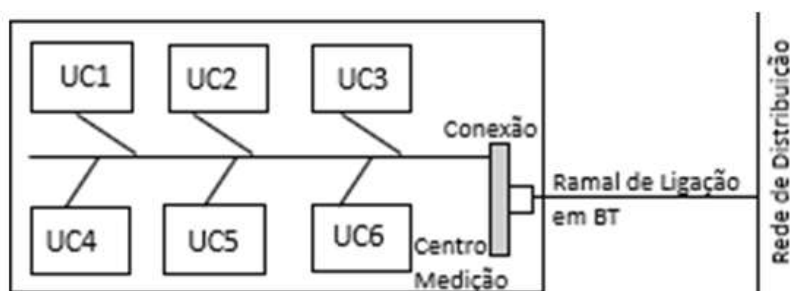 UC1
UC2
UC3
Conexão
Ramal de Ligação
em BT
UC4
UC5
UC6
Centro
Medição
Rede de Distribuição